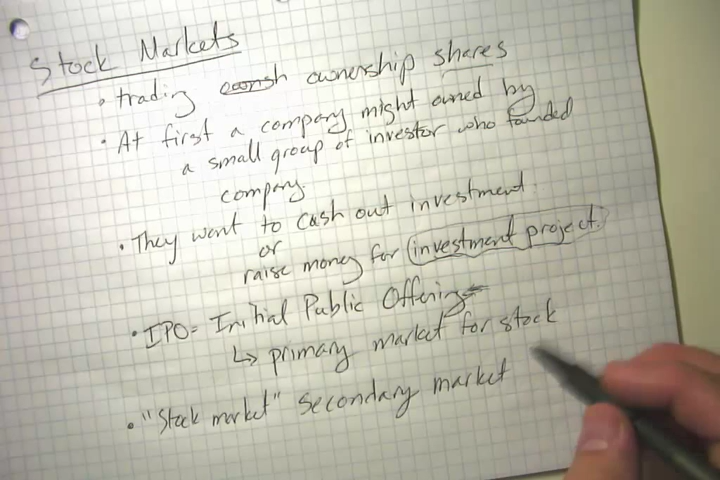 Stock Markets
• trading ownership shares
• At first a company might owned by
a small group of investor who founded
company.
• They want to cash out investment.
or
raise money for investment project.
• IPO = Initial Public Offering
↳ primary market for stock
• "Stock market" secondary market